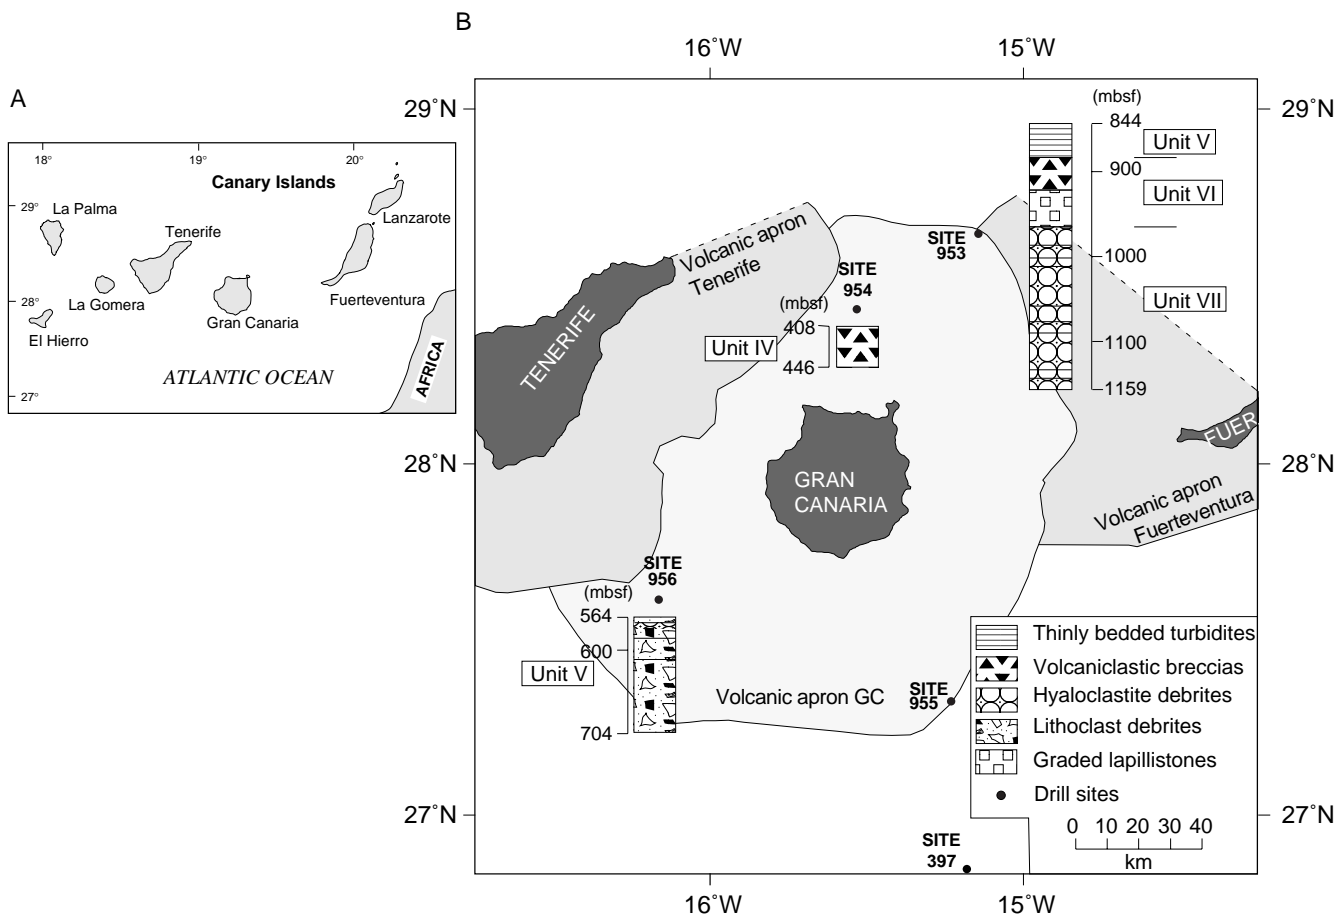 A
18°
19°
20°
29°
28°
27°
Canary Islands
La Palma
Tenerife
Lanzarote
La Gomera
Fuerteventura
El Hierro
Gran Canaria
ATLANTIC OCEAN
AFRICA
B
16°W
15°W
29°N
29°N
28°N
28°N
27°N
27°N
16°W
15°W
(mbsf)
844
900
1000
1100
1159
Unit V
Unit VI
Unit VII
SITE
953
Volcanic apron
Tenerife
SITE
954
(mbsf)
408
446
Unit IV
TENERIFE
GRAN
CANARIA
FUER
Volcanic apron
Fuerteventura
SITE
956
(mbsf)
564
600
704
Unit V
Volcanic apron GC
SITE
955
SITE
397
Thinly bedded turbidites
Volcaniclastic breccias
Hyaloclastite debrites
Lithoclast debrites
Graded lapillistones
Drill sites
0 10 20 30 40
km